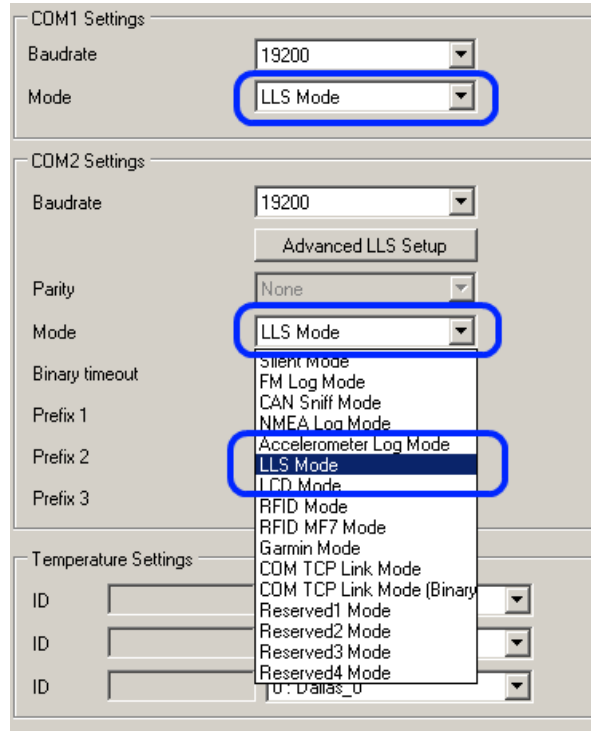 COM1 Settings
Baudrate 19200
Mode LLS Mode
COM2 Settings
Baudrate 19200
Advanced LLS Setup
Parity None
Mode LLS Mode
Silent Mode
Binary timeout
FM Log Mode
CAN Sniff Mode
Prefix 1
NMEA Log Mode
Accelerometer Log Mode
Prefix 2
LLS Mode
LCD Mode
Prefix 3
RFID Mode
RFID MF7 Mode
Garmin Mode
Temperature Settings
COM TCP Link Mode
COM TCP Link Mode (Binary
ID
Reserved1 Mode
Reserved2 Mode
ID
Reserved3 Mode
Reserved4 Mode
ID 0 : Dallas_0